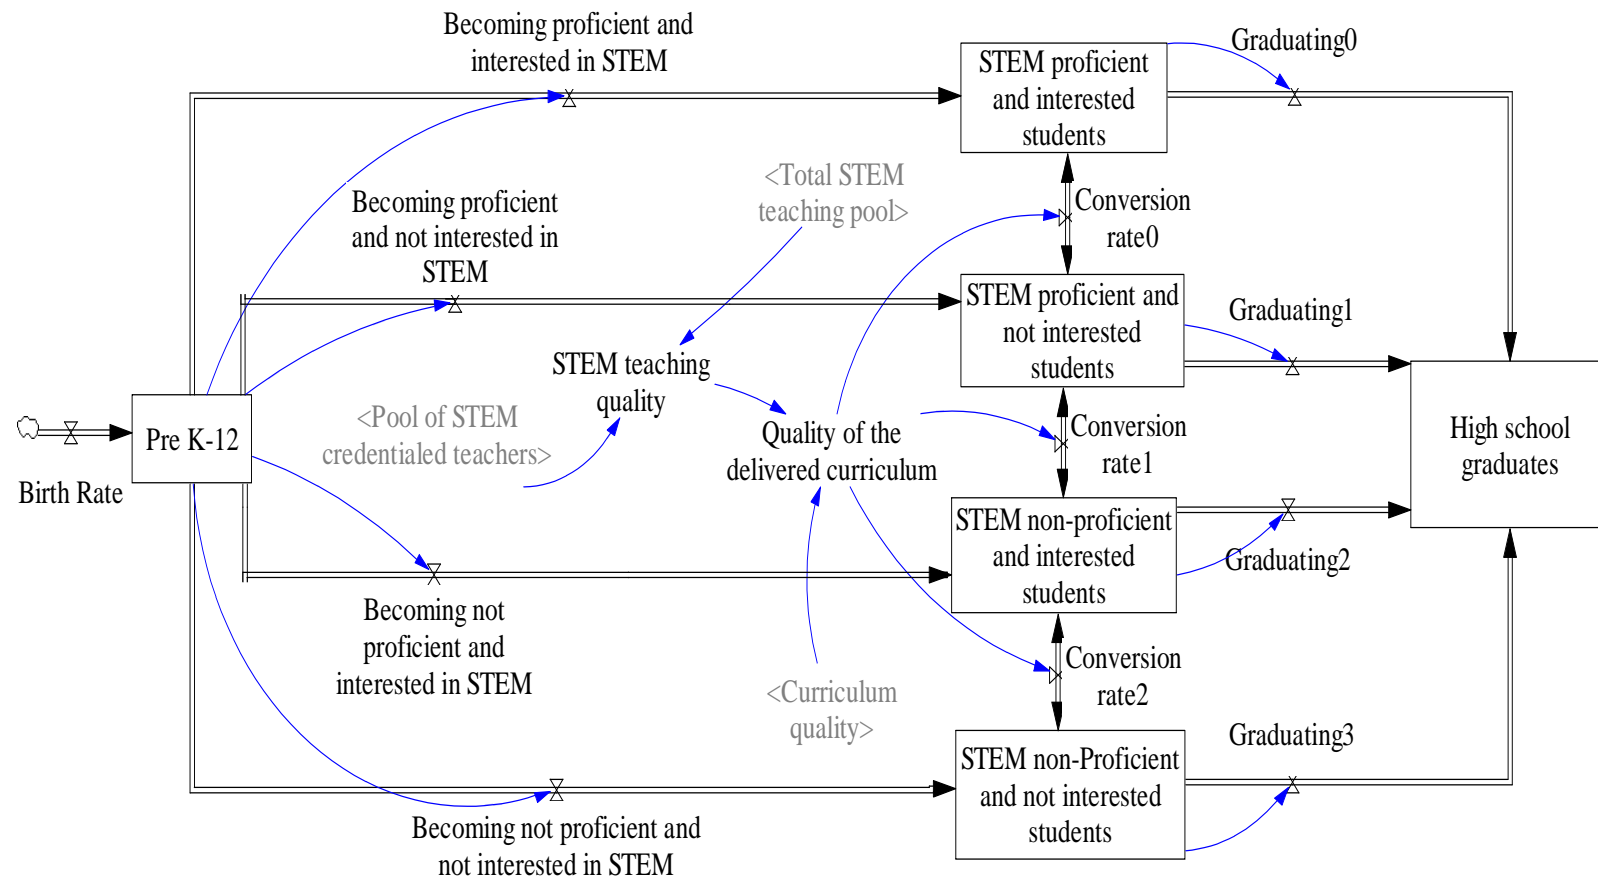 Becoming proficient and
interested in STEM
STEM proficient
and interested
students
Graduating0
<Total STEM
teaching pool>
Conversion
rate0
Becoming proficient
and not interested in
STEM
STEM proficient and
not interested
students
Graduating1
STEM teaching
quality
<Pool of STEM
credentialed teachers>
Quality of the
delivered curriculum
Conversion
rate1
Pre K-12
Birth Rate
High school
graduates
STEM non-proficient
and interested
students
Graduating2
Becoming not
proficient and
interested in STEM
<Curriculum
quality>
Conversion
rate2
STEM non-Proficient
and not interested
students
Graduating3
Becoming not proficient and
not interested in STEM